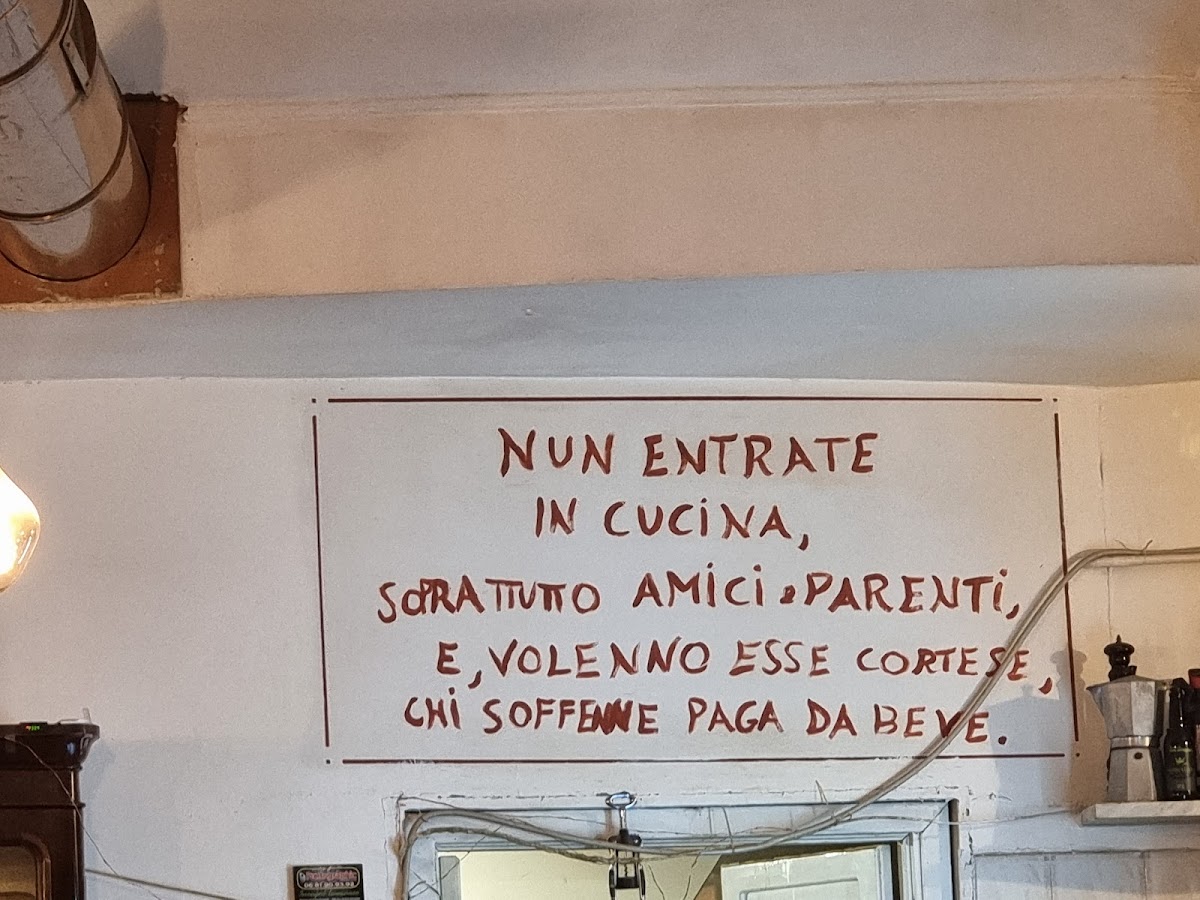 NUN ENTRATE
IN CUCINA,
SOPRATTUTTO AMICI e PARENTI,
E, VOLENNO ESSE CORTESE,
CHI SOFFENNE PAGA DA BEVE.